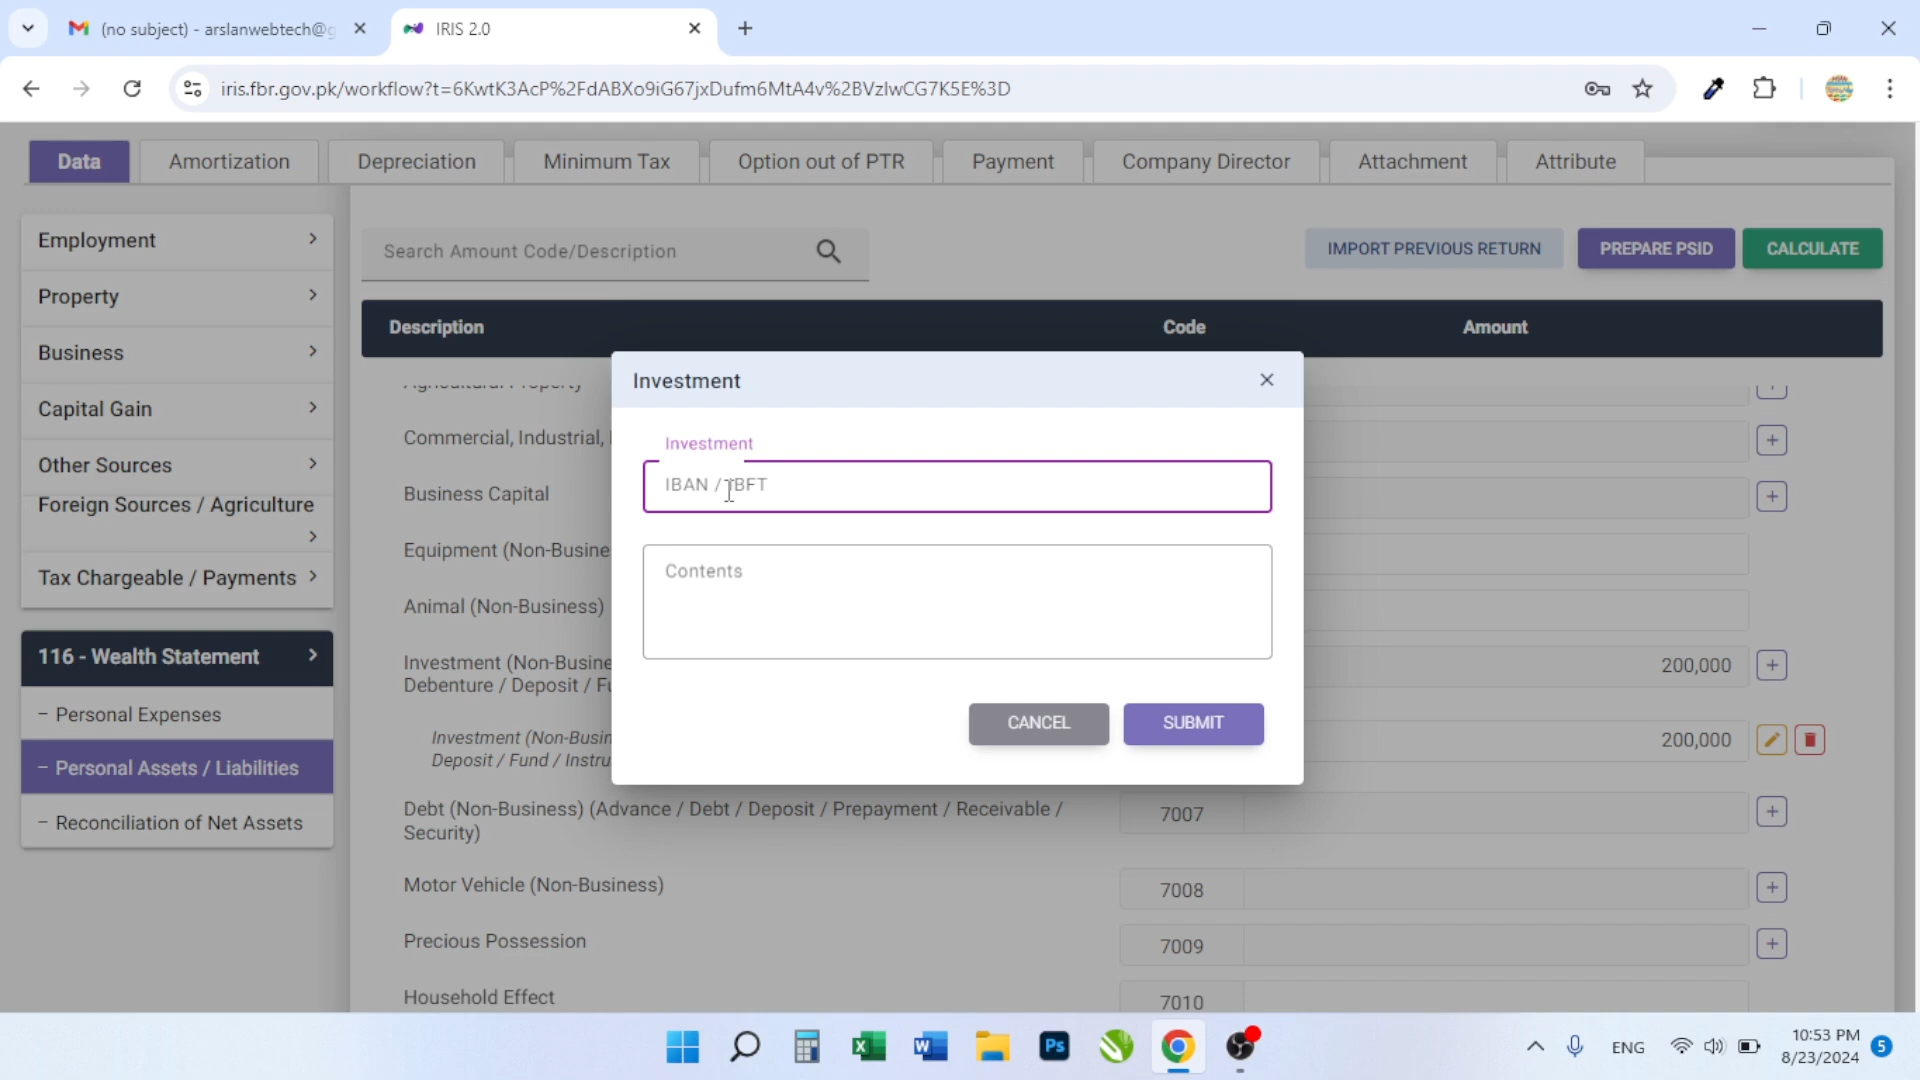 (no subject) - arslanwebtech@g
IRIS 2.0
iris.fbr.gov.pk/workflow?t=6KwtK3AcP%2FdABXo9iG67jxDufm6MtA4v%2BVzlwCG7K5E%3D
Data
Amortization
Depreciation
Minimum Tax
Option out of PTR
Payment
Company Director
Attachment
Attribute
Employment
Property
Business
Capital Gain
Other Sources
Foreign Sources / Agriculture
Tax Chargeable / Payments
116 - Wealth Statement
– Personal Expenses
– Personal Assets / Liabilities
– Reconciliation of Net Assets
Search Amount Code/Description
IMPORT PREVIOUS RETURN
PREPARE PSID
CALCULATE
Description
Code
Amount
Agricultural Property
Commercial, Industrial,
Business Capital
Equipment (Non-Busine
Animal (Non-Business)
Investment (Non-Busine
Debenture / Deposit / Fu
200,000
Investment (Non-Busin
Deposit / Fund / Instru
200,000
Debt (Non-Business) (Advance / Debt / Deposit / Prepayment / Receivable /
Security)
7007
Motor Vehicle (Non-Business)
7008
Precious Possession
7009
Household Effect
7010
Investment
Investment
IBAN / IBFT
Contents
CANCEL
SUBMIT
Ps
ENG
10:53 PM
8/23/2024
5